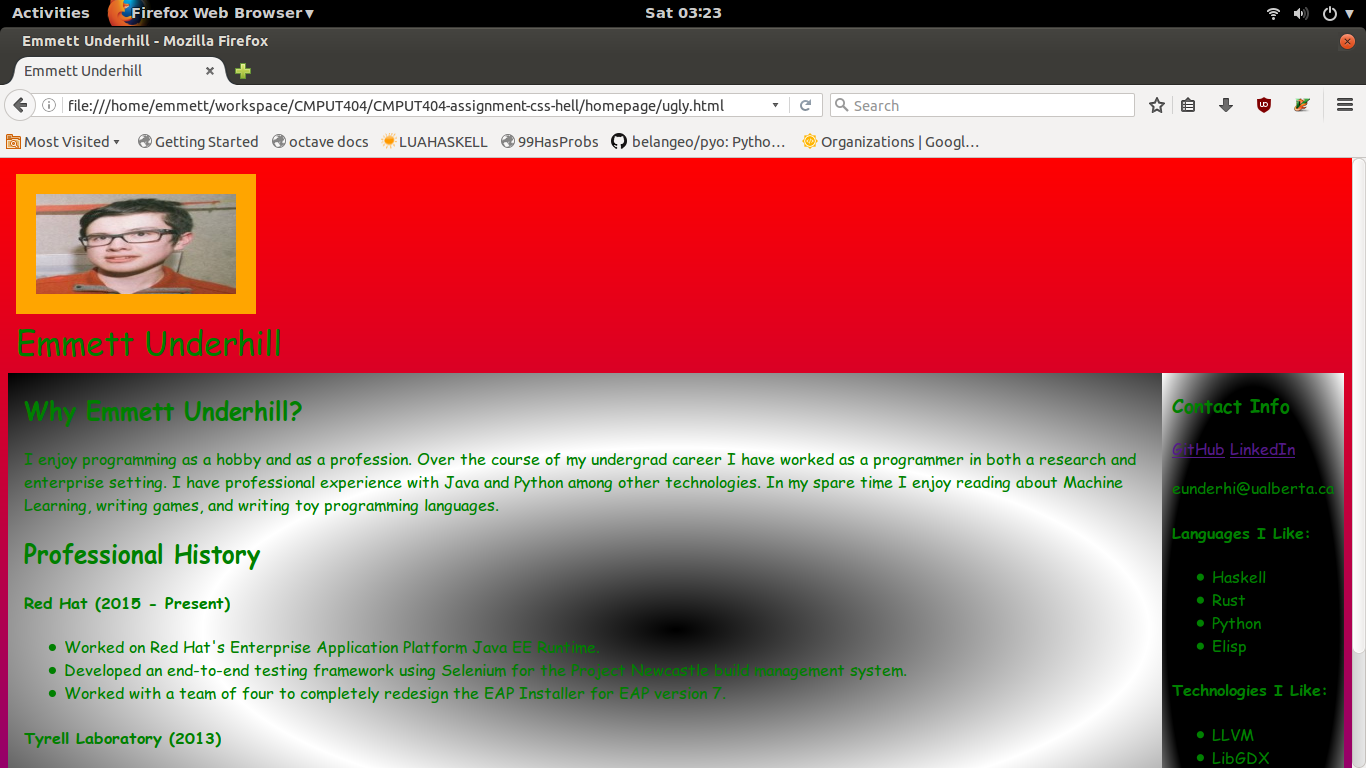 Activities Firefox Web Browser Sat 03:23
Emmett Underhill - Mozilla Firefox
Emmett Underhill
file:///home/emmett/workspace/CMPUT404/CMPUT404-assignment-css-hell/homepage/ugly.html Search
Most Visited Getting Started octave docs LUAHASKELL 99HasProbs belangeo/pyo: Pytho… Organizations | Googl…
Emmett Underhill
Why Emmett Underhill?
I enjoy programming as a hobby and as a profession. Over the course of my undergrad career I have worked as a programmer in both a research and
enterprise setting. I have professional experience with Java and Python among other technologies. In my spare time I enjoy reading about Machine
Learning, writing games, and writing toy programming languages.
Professional History
Red Hat (2015 - Present)
Worked on Red Hat's Enterprise Application Platform Java EE Runtime.
Developed an end-to-end testing framework using Selenium for the Project Newcastle build management system.
Worked with a team of four to completely redesign the EAP Installer for EAP version 7.
Tyrell Laboratory (2013)
Contact Info
GitHub LinkedIn
eunderhi@ualberta.ca
Languages I Like:
Haskell
Rust
Python
Elisp
Technologies I Like:
LLVM
LibGDX